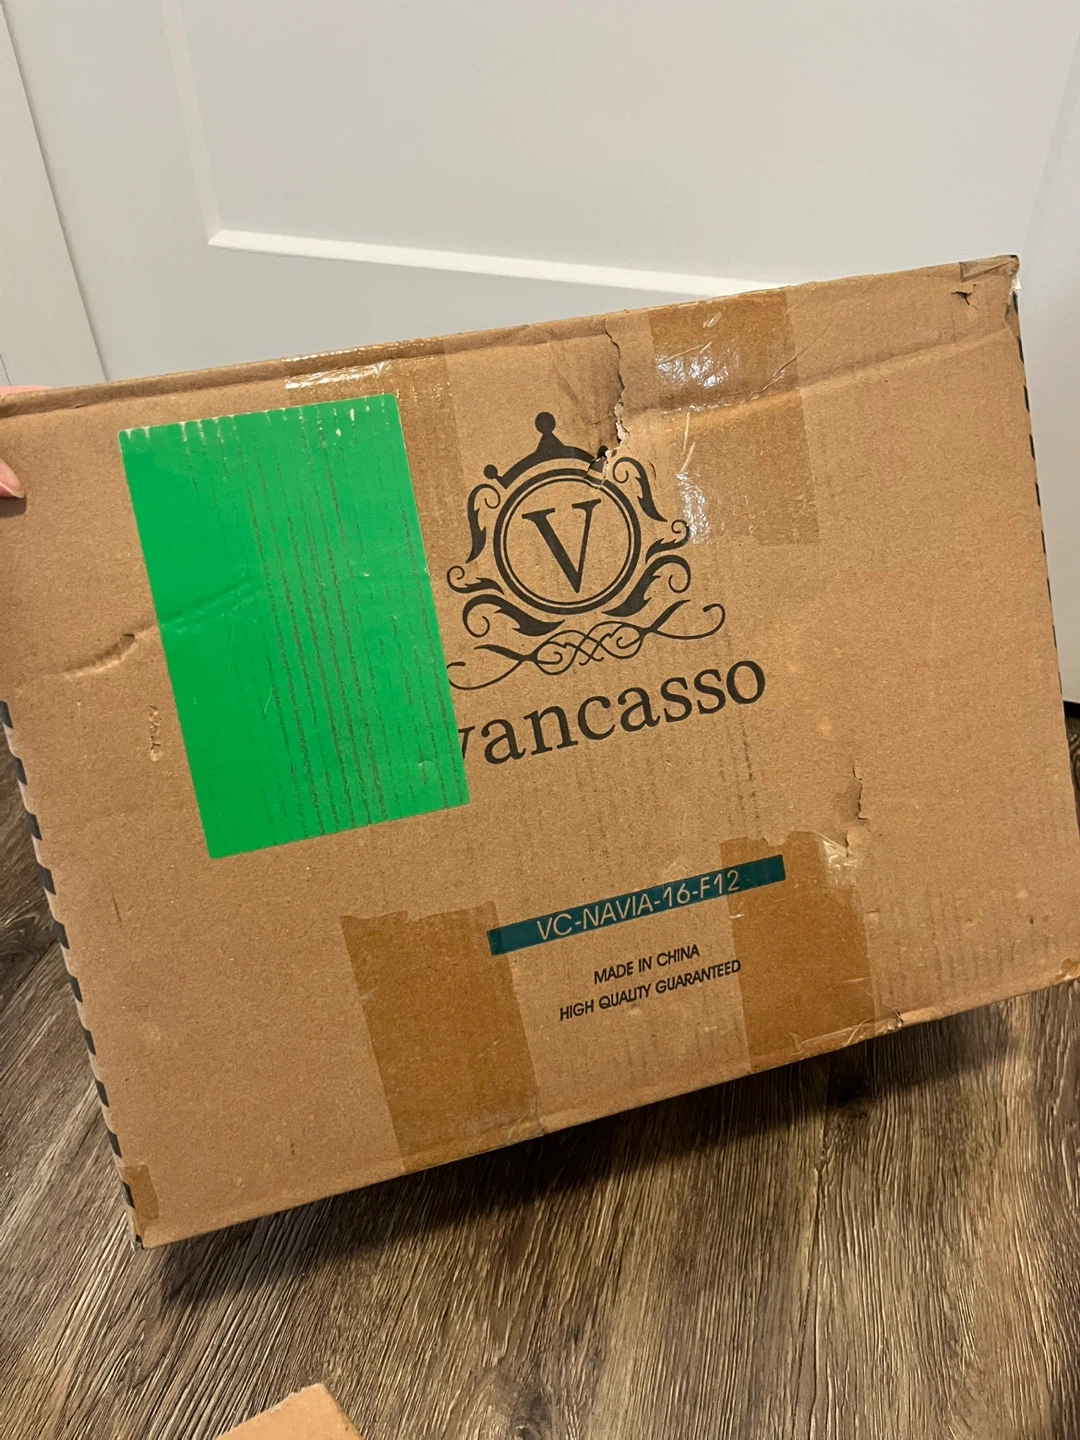 V
vancasso
VC-NAVIA-16-F12
MADE IN CHINA
HIGH QUALITY GUARANTEED